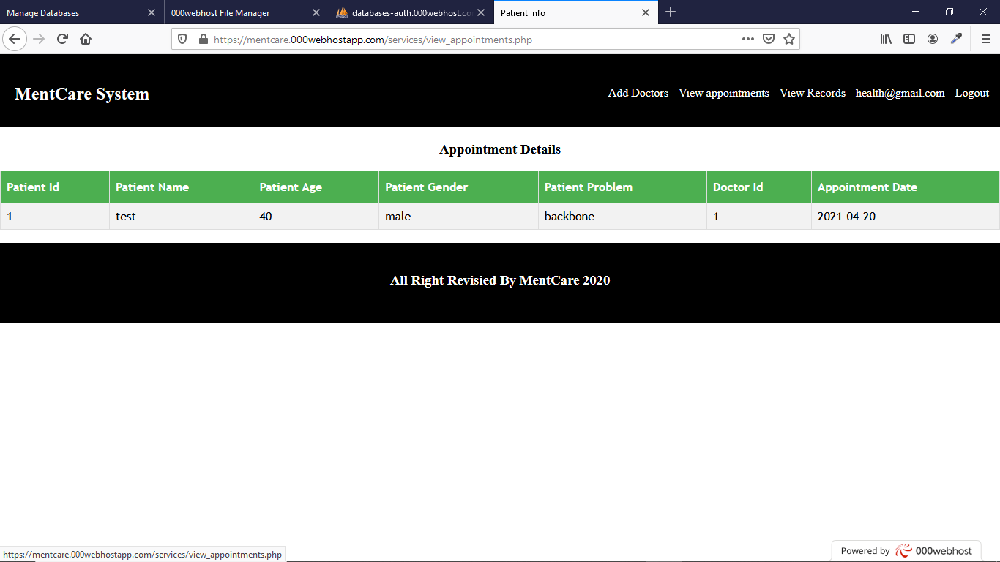 Manage Databases
000webhost File Manager
databases-auth.000webhost.co
Patient Info
https://mentcare.000webhostapp.com/services/view_appointments.php
MentCare System
Add Doctors View appointments View Records health@gmail.com Logout
Appointment Details
Patient Id Patient Name Patient Age Patient Gender Patient Problem Doctor Id Appointment Date
1 test 40 male backbone 1 2021-04-20
All Right Revisied By MentCare 2020
https://mentcare.000webhostapp.com/services/view_appointments.php
Powered by 000webhost